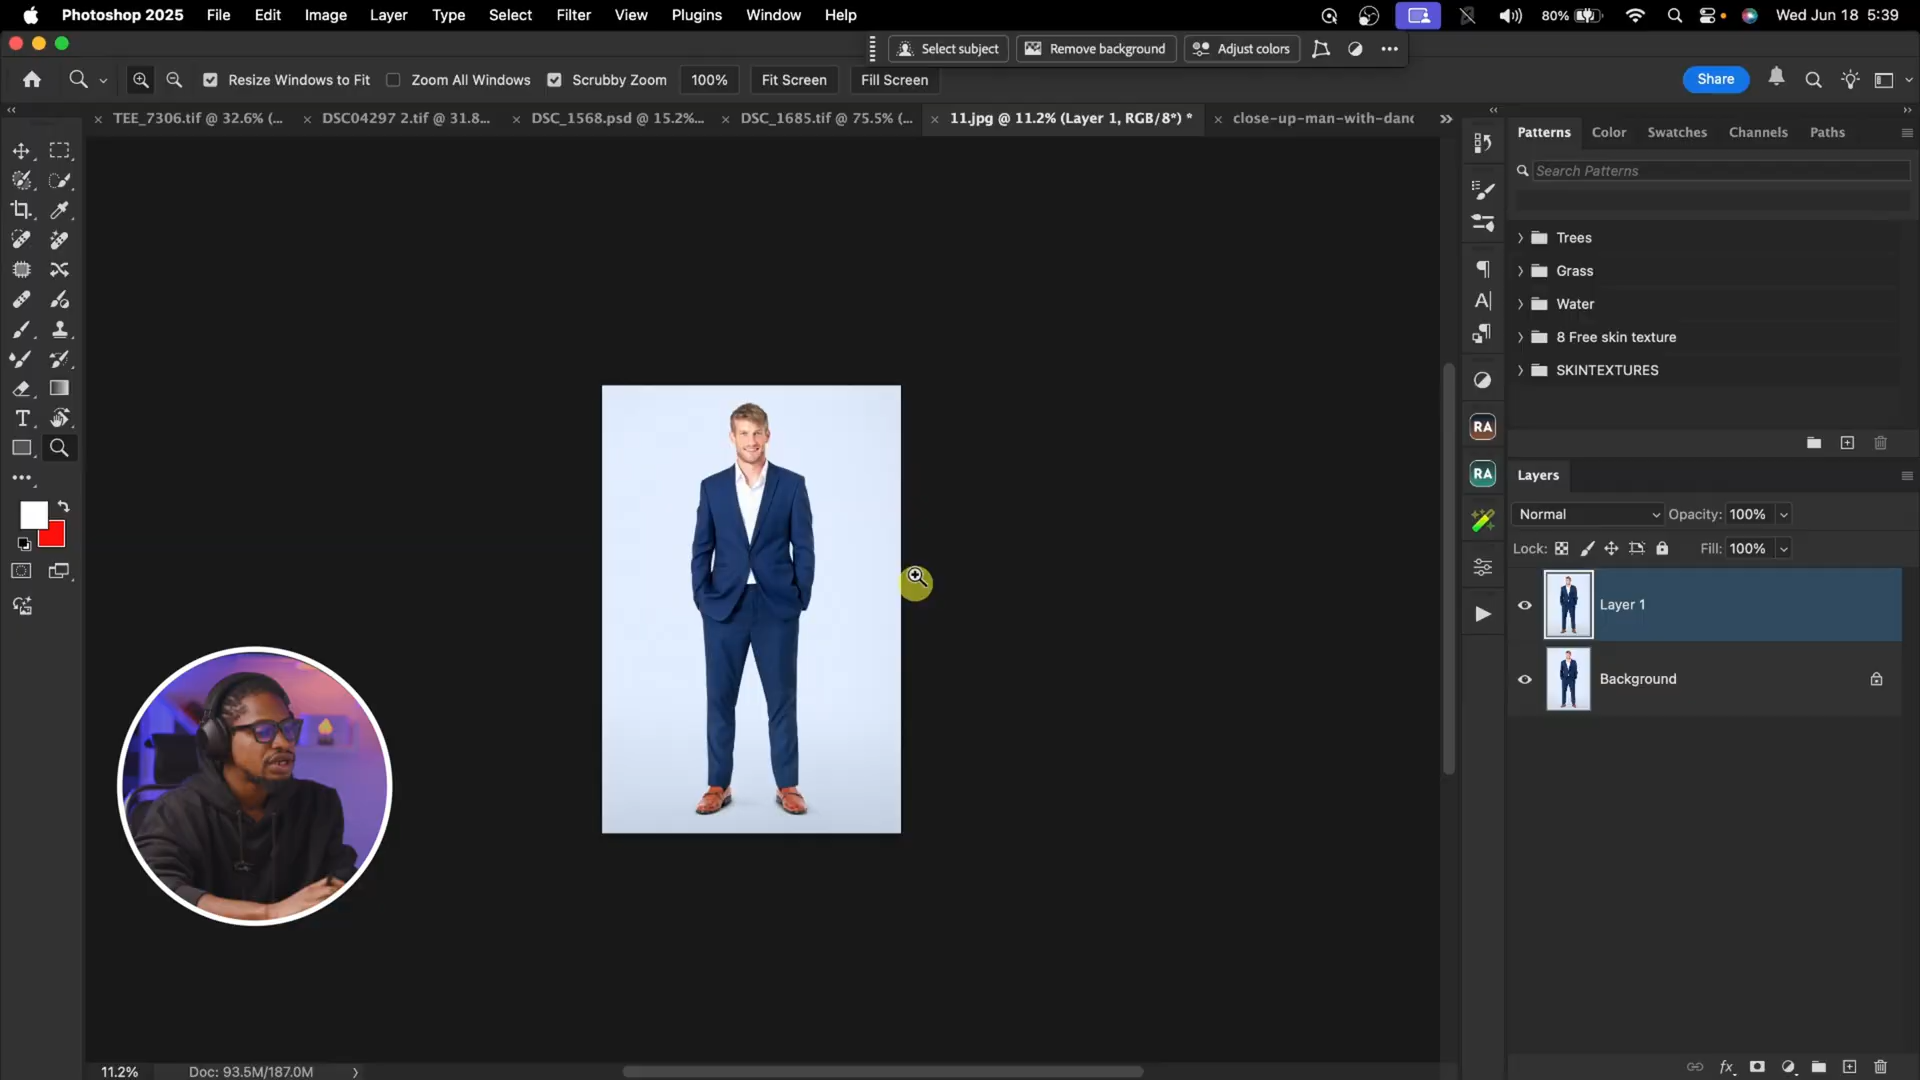 Photoshop 2025 File Edit Image Layer Type Select Filter View Plugins Window Help 80% Wed Jun 18 5:39
Select subject Remove background Adjust colors
Resize Windows to Fit Zoom All Windows Scrubby Zoom 100% Fit Screen Fill Screen Share
TEE_7306.tif @ 32.6% (... DSC04297 2.tif @ 31.8... DSC_1568.psd @ 15.2%... DSC_1685.tif @ 75.5% (... 11.jpg @ 11.2% (Layer 1, RGB/8*) * close-up-man-with-danc
Patterns Color Swatches Channels Paths
Search Patterns
Trees
Grass
Water
8 Free skin texture
SKINTEXTURES
RA
RA
Layers
Normal Opacity: 100%
Lock: Fill: 100%
Layer 1
Background
11.2% Doc: 93.5M/187.0M